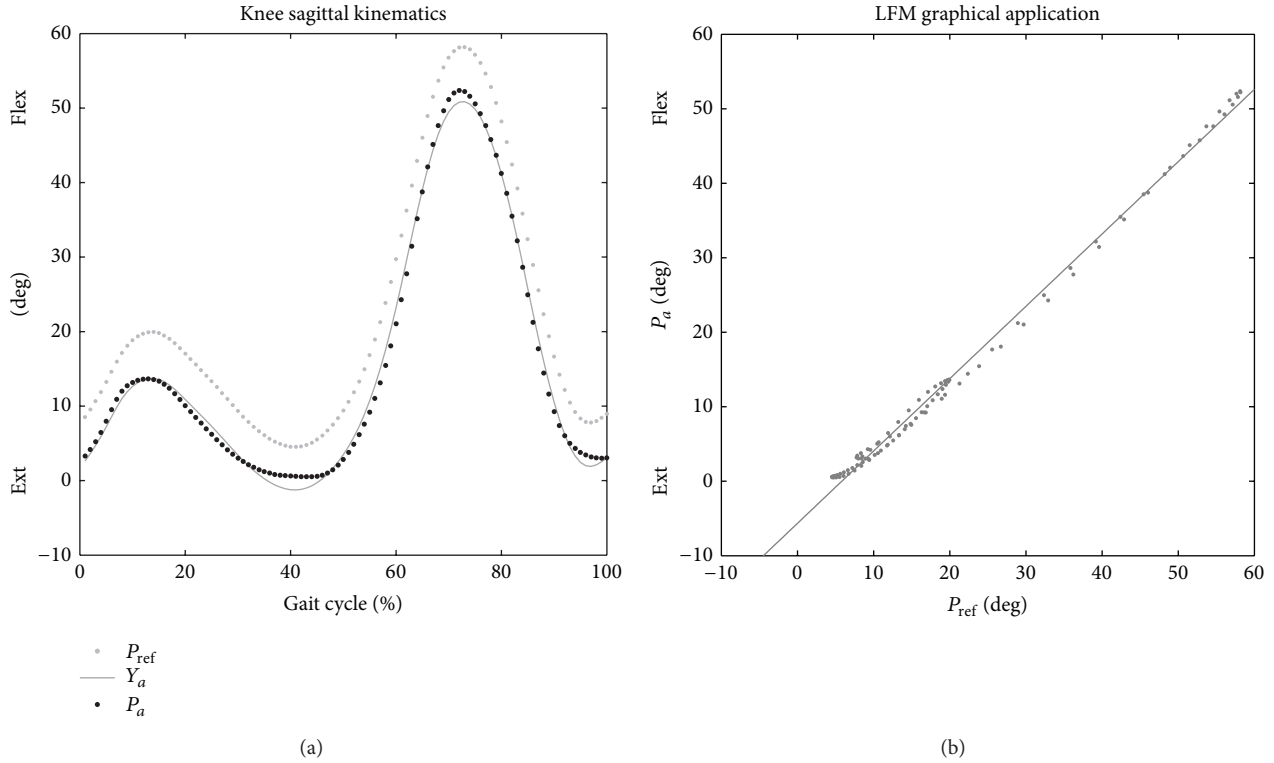 Knee sagittal kinematics
60
50
40
30
20
10
0
−10
Flex
(deg)
Ext
0
20
40
60
80
100
Gait cycle (%)
P_ref
Y_a
P_a
(a)
LFM graphical application
60
50
40
30
20
10
0
−10
Flex
P_a (deg)
Ext
−10
0
10
20
30
40
50
60
P_ref (deg)
(b)